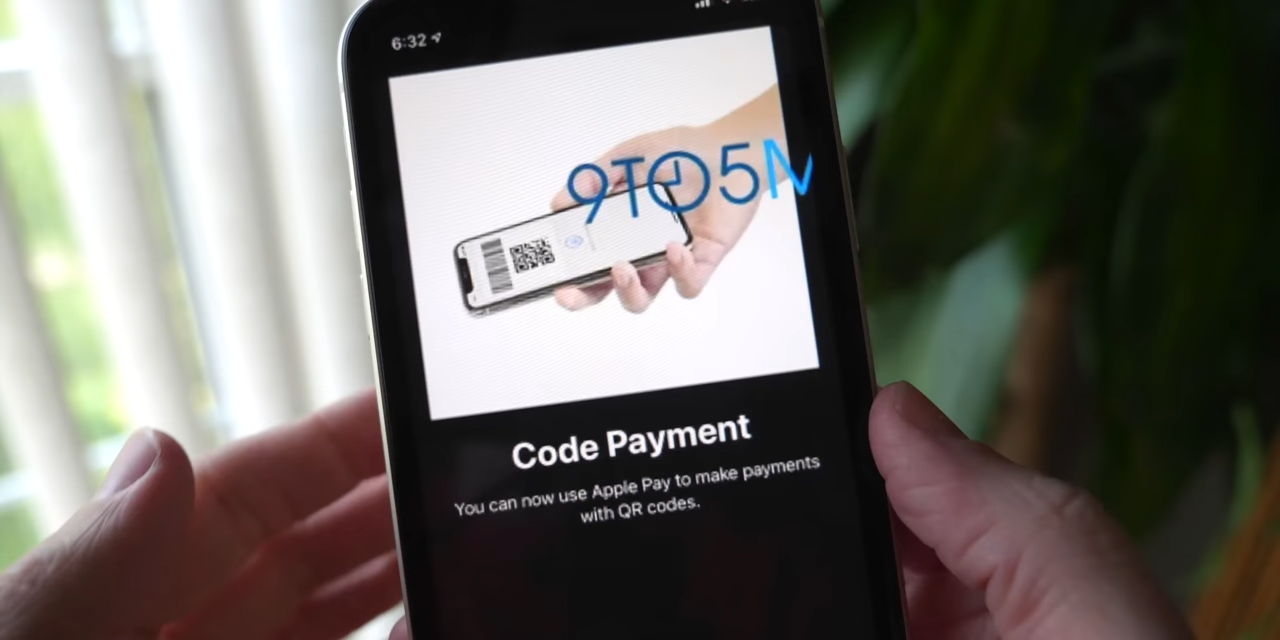 6:32
9TO5M
Code Payment
You can now use Apple Pay to make payments
with QR codes.